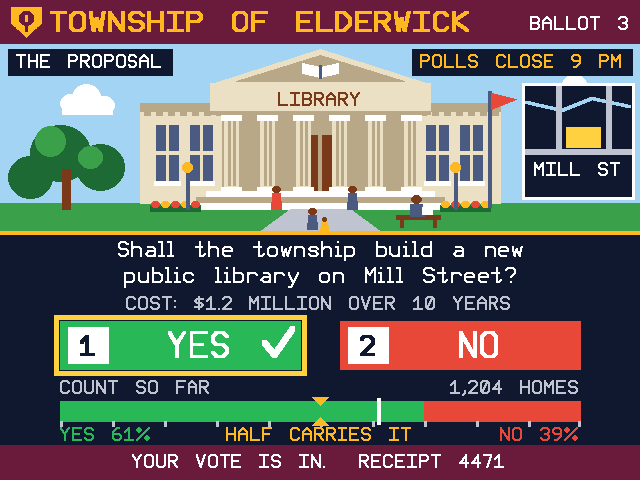 TOWNSHIP OF ELDERWICK
BALLOT 3
THE PROPOSAL
POLLS CLOSE 9 PM
LIBRARY
MILL ST
Shall the township build a new
public library on Mill Street?
COST: $1.2 MILLION OVER 10 YEARS
1 YES
2 NO
COUNT SO FAR
1,204 HOMES
YES 61%
HALF CARRIES IT
NO 39%
YOUR VOTE IS IN. RECEIPT 4471